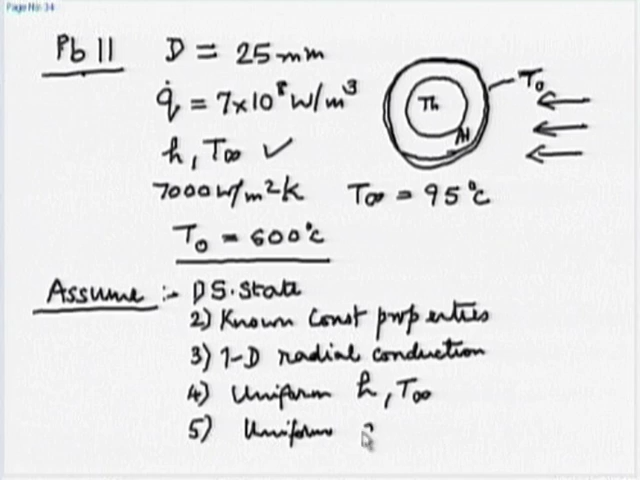 Page No: 34
Pb 11 D = 25 mm
q̇ = 7×10⁸ W/m³
h, T∞ ✓
7000 W/m²K T∞ = 95°C
T₀ = 600°C
Th
Al
T₀
Assume :- 1) S. State
2) Known Const properties
3) 1-D radial conduction
4) Uniform h, T∞
5) Uniform